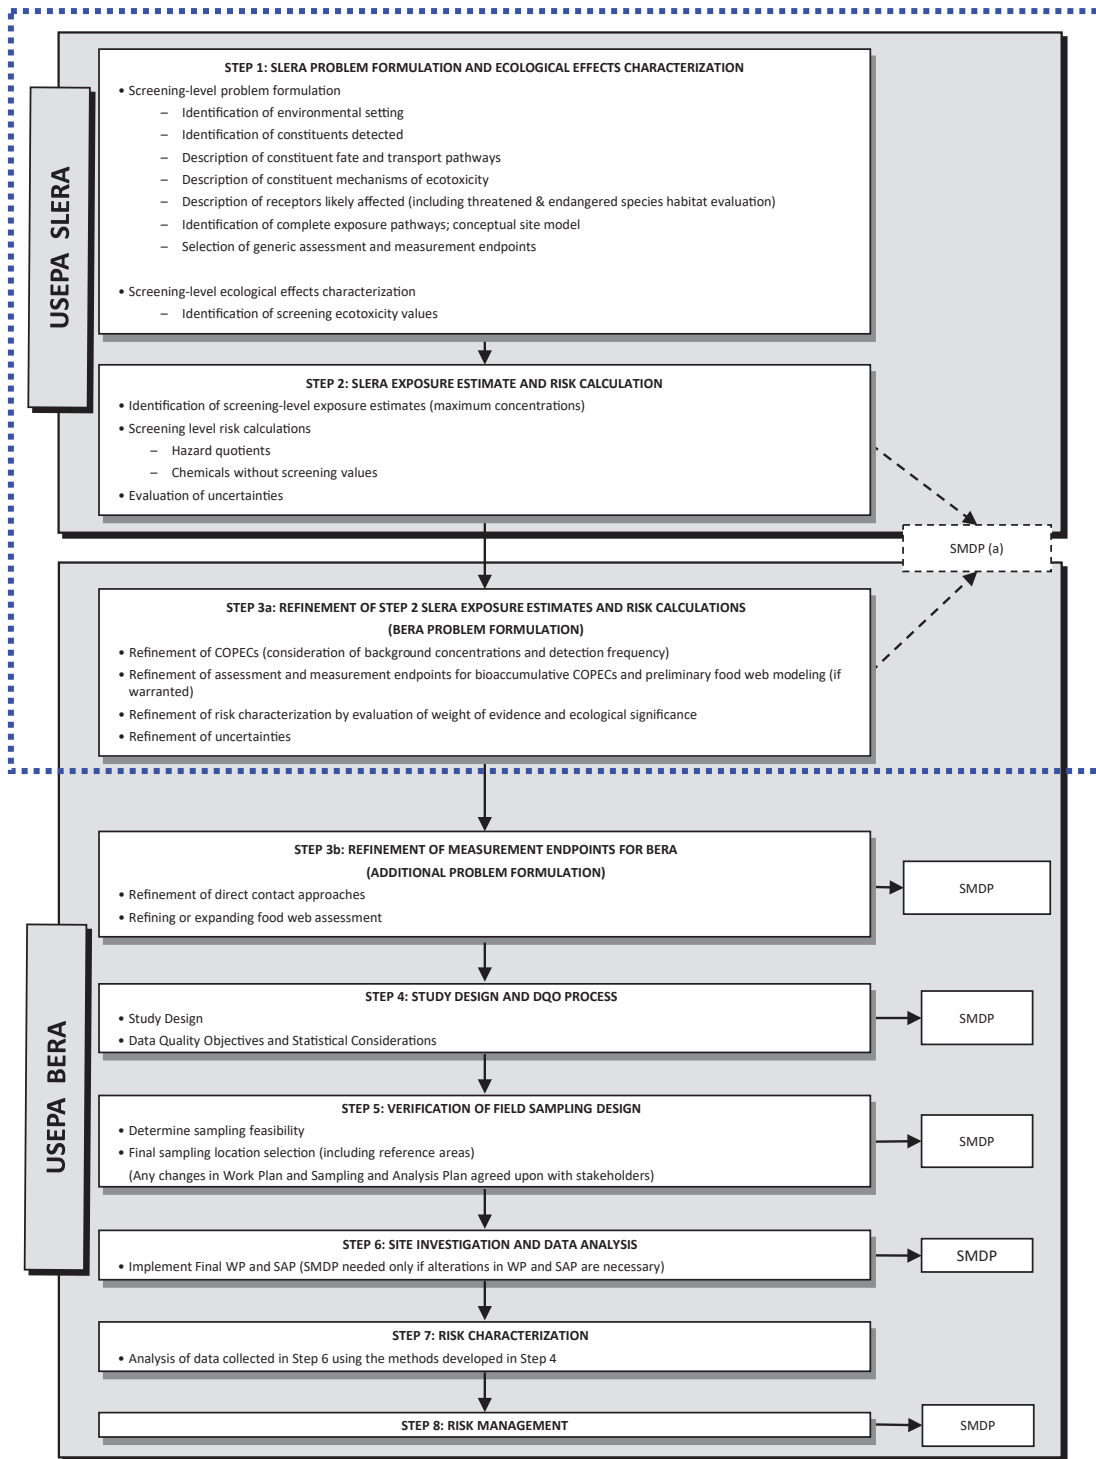 USEPA SLERA
STEP 1: SLERA PROBLEM FORMULATION AND ECOLOGICAL EFFECTS CHARACTERIZATION
• Screening-level problem formulation
– Identification of environmental setting
– Identification of constituents detected
– Description of constituent fate and transport pathways
– Description of constituent mechanisms of ecotoxicity
– Description of receptors likely affected (including threatened & endangered species habitat evaluation)
– Identification of complete exposure pathways; conceptual site model
– Selection of generic assessment and measurement endpoints
• Screening-level ecological effects characterization
– Identification of screening ecotoxicity values
STEP 2: SLERA EXPOSURE ESTIMATE AND RISK CALCULATION
• Identification of screening-level exposure estimates (maximum concentrations)
• Screening level risk calculations
– Hazard quotients
– Chemicals without screening values
• Evaluation of uncertainties
SMDP (a)
USEPA BERA
STEP 3a: REFINEMENT OF STEP 2 SLERA EXPOSURE ESTIMATES AND RISK CALCULATIONS
(BERA PROBLEM FORMULATION)
• Refinement of COPECs (consideration of background concentrations and detection frequency)
• Refinement of assessment and measurement endpoints for bioaccumulative COPECs and preliminary food web modeling (if
warranted)
• Refinement of risk characterization by evaluation of weight of evidence and ecological significance
• Refinement of uncertainties
STEP 3b: REFINEMENT OF MEASUREMENT ENDPOINTS FOR BERA
(ADDITIONAL PROBLEM FORMULATION)
• Refinement of direct contact approaches
• Refining or expanding food web assessment
SMDP
STEP 4: STUDY DESIGN AND DQO PROCESS
• Study Design
• Data Quality Objectives and Statistical Considerations
SMDP
STEP 5: VERIFICATION OF FIELD SAMPLING DESIGN
• Determine sampling feasibility
• Final sampling location selection (including reference areas)
(Any changes in Work Plan and Sampling and Analysis Plan agreed upon with stakeholders)
SMDP
STEP 6: SITE INVESTIGATION AND DATA ANALYSIS
• Implement Final WP and SAP (SMDP needed only if alterations in WP and SAP are necessary)
SMDP
STEP 7: RISK CHARACTERIZATION
• Analysis of data collected in Step 6 using the methods developed in Step 4
STEP 8: RISK MANAGEMENT
SMDP